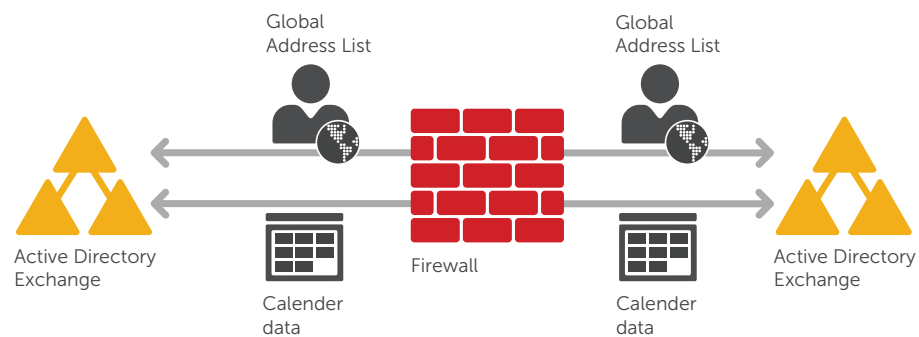 Global
Address List
Global
Address List
Active Directory
Exchange
Firewall
Active Directory
Exchange
Calender
data
Calender
data